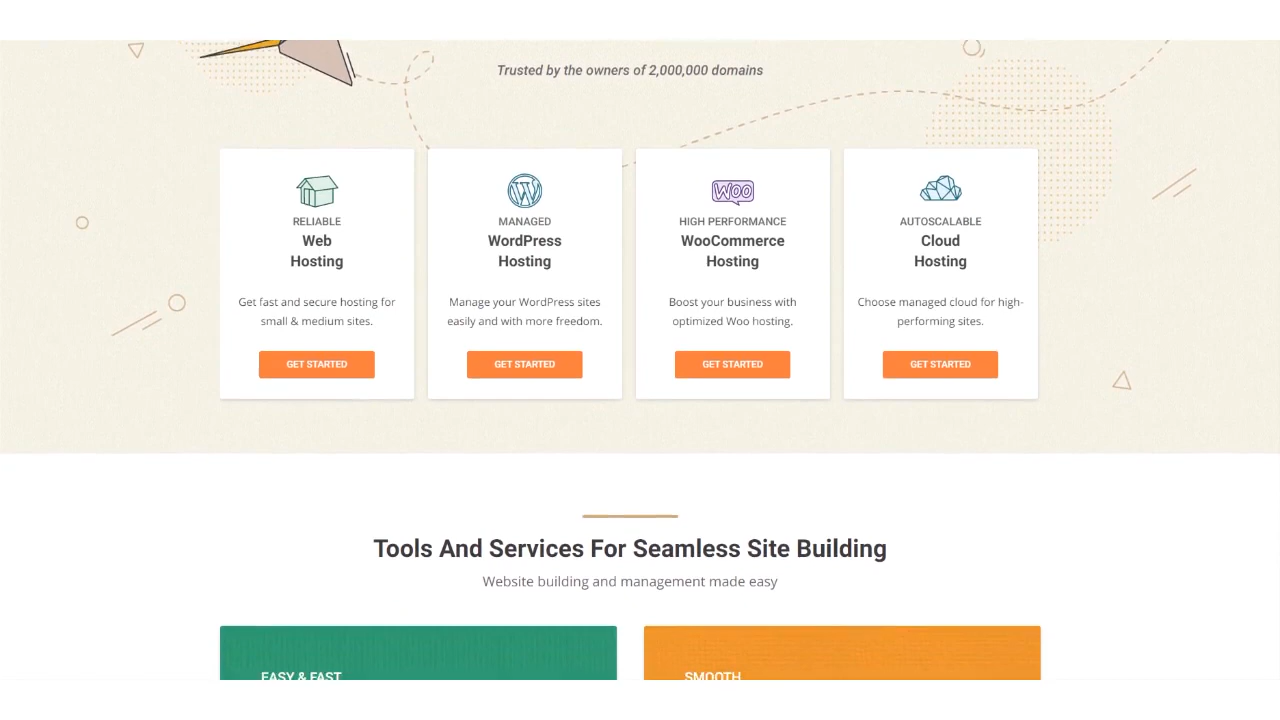 Trusted by the owners of 2,000,000 domains
WOO
RELIABLE
Web
Hosting
Get fast and secure hosting for
small & medium sites.
GET STARTED
MANAGED
WordPress
Hosting
Manage your WordPress sites
easily and with more freedom.
GET STARTED
HIGH PERFORMANCE
WooCommerce
Hosting
Boost your business with
optimized Woo hosting.
GET STARTED
AUTOSCALABLE
Cloud
Hosting
Choose managed cloud for high-
performing sites.
GET STARTED
Tools And Services For Seamless Site Building
Website building and management made easy
EASY & FAST
SMOOTH